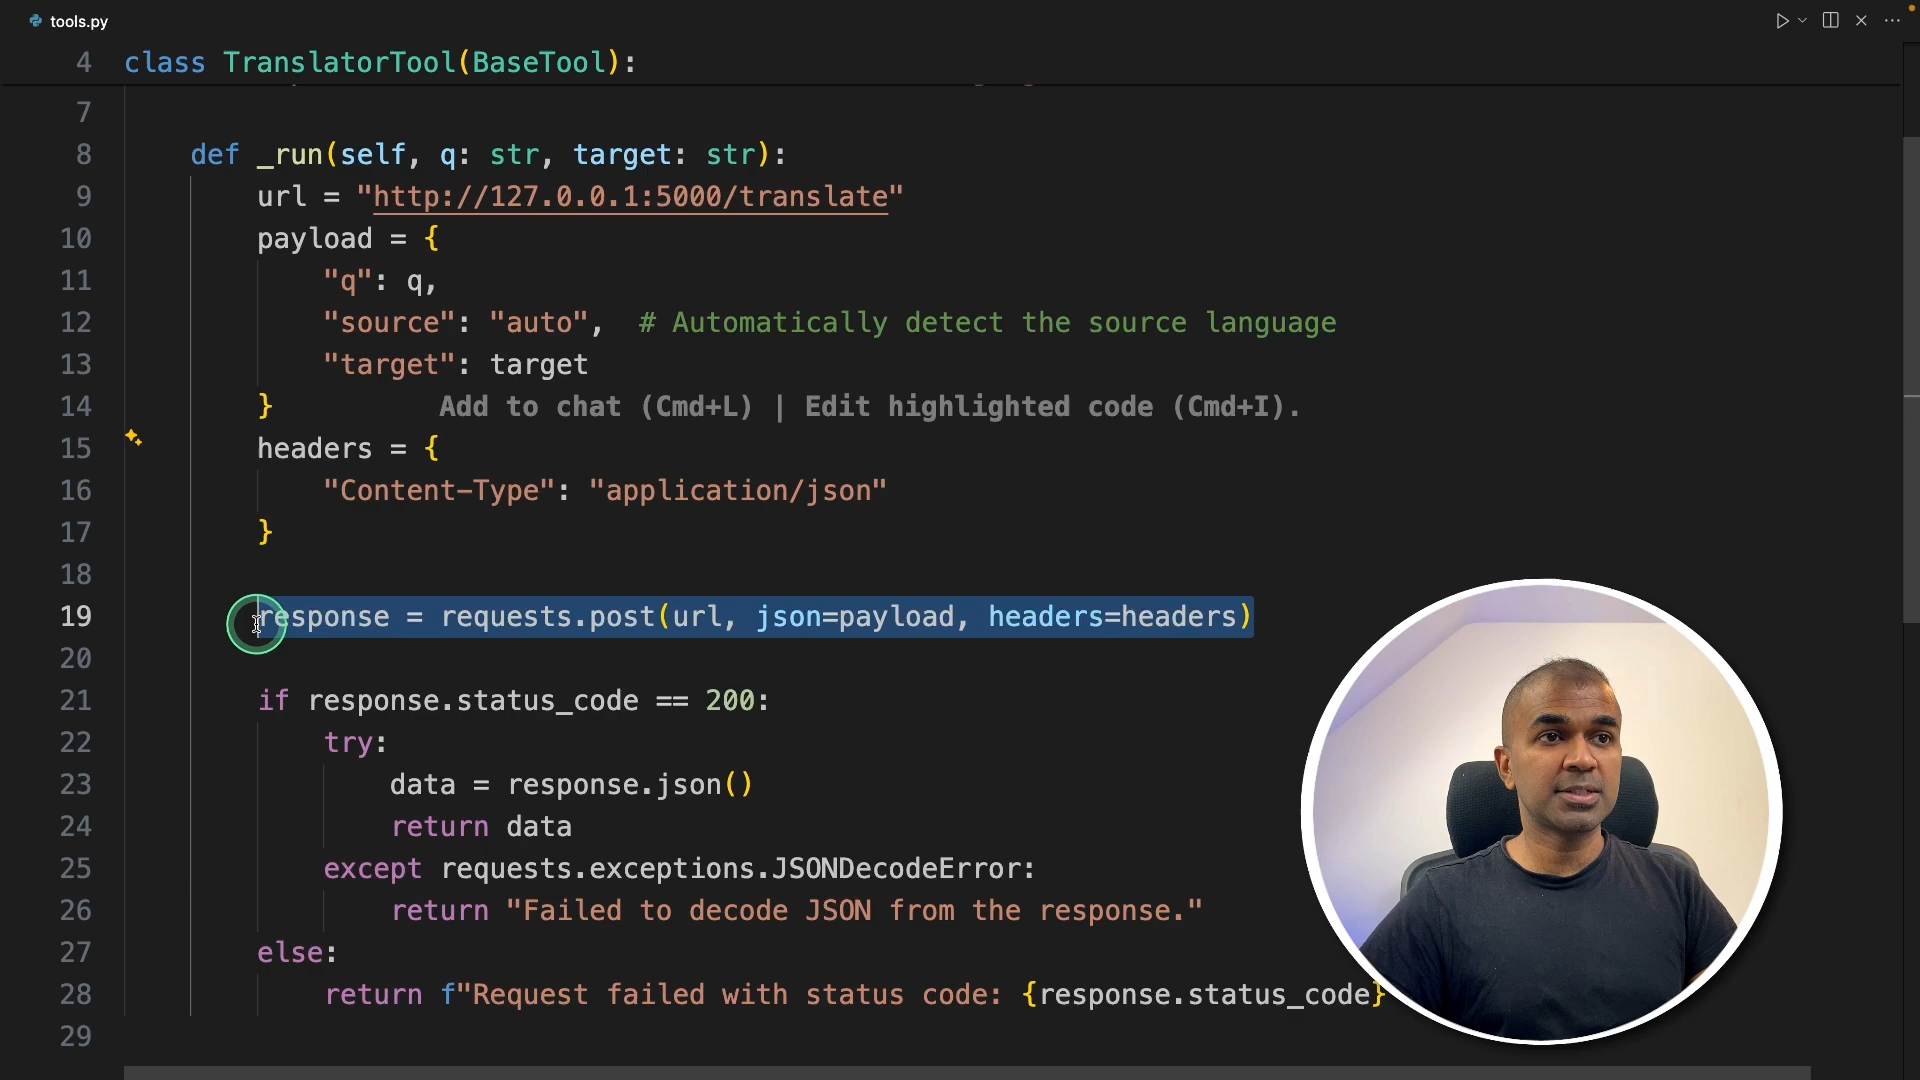 tools.py
4 class TranslatorTool(BaseTool):
7
8 def _run(self, q: str, target: str):
9 url = "http://127.0.0.1:5000/translate"
10 payload = {
11 "q": q,
12 "source": "auto",  # Automatically detect the source language
13 "target": target
14 } Add to chat (Cmd+L) | Edit highlighted code (Cmd+I).
15 headers = {
16 "Content-Type": "application/json"
17 }
18
19 response = requests.post(url, json=payload, headers=headers)
20
21 if response.status_code == 200:
22 try:
23 data = response.json()
24 return data
25 except requests.exceptions.JSONDecodeError:
26 return "Failed to decode JSON from the response."
27 else:
28 return f"Request failed with status code: {response.status_code}
29